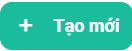 + Tạo mới